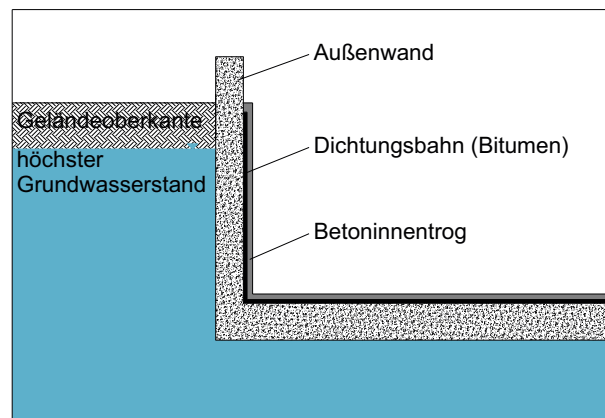 Außenwand
Geländeoberkante
Dichtungsbahn (Bitumen)
höchster
Grundwasserstand
Betoninnentrog